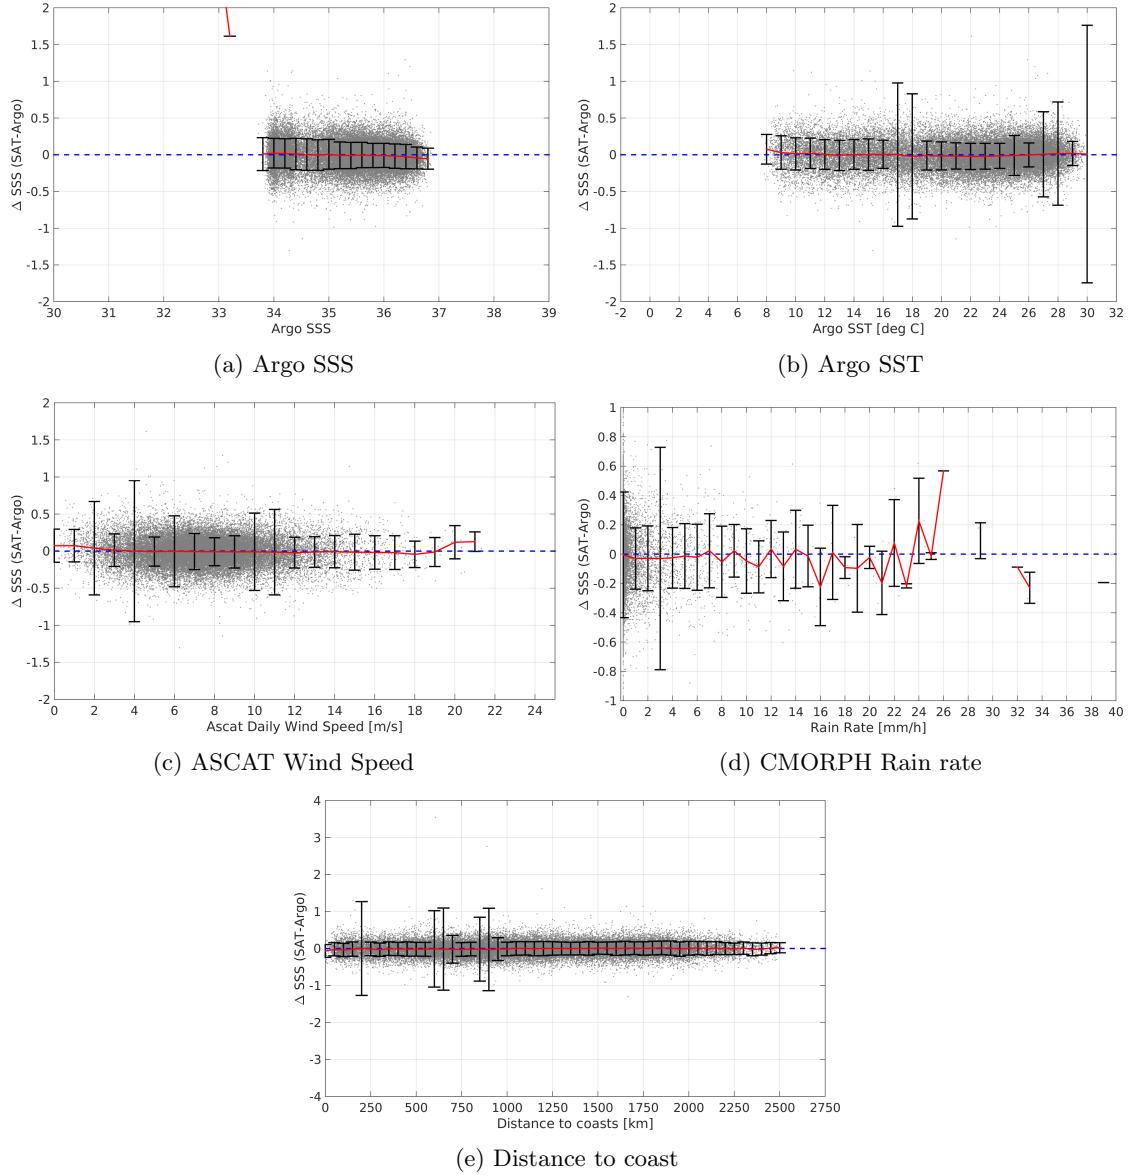 2
1.5
1
0.5
0
-0.5
-1
-1.5
-2
Δ SSS (SAT-Argo)
30 31 32 33 34 35 36 37 38 39
Argo SSS
(a) Argo SSS
2
1.5
1
0.5
0
-0.5
-1
-1.5
-2
Δ SSS (SAT-Argo)
-2 0 2 4 6 8 10 12 14 16 18 20 22 24 26 28 30 32
Argo SST [deg C]
(b) Argo SST
2
1.5
1
0.5
0
-0.5
-1
-1.5
-2
Δ SSS (SAT-Argo)
0 2 4 6 8 10 12 14 16 18 20 22 24
Ascat Daily Wind Speed [m/s]
(c) ASCAT Wind Speed
1
0.8
0.6
0.4
0.2
0
-0.2
-0.4
-0.6
-0.8
-1
Δ SSS (SAT-Argo)
0 2 4 6 8 10 12 14 16 18 20 22 24 26 28 30 32 34 36 38 40
Rain Rate [mm/h]
(d) CMORPH Rain rate
4
3
2
1
0
-1
-2
-3
-4
Δ SSS (SAT-Argo)
0 250 500 750 1000 1250 1500 1750 2000 2250 2500 2750
Distance to coasts [km]
(e) Distance to coast